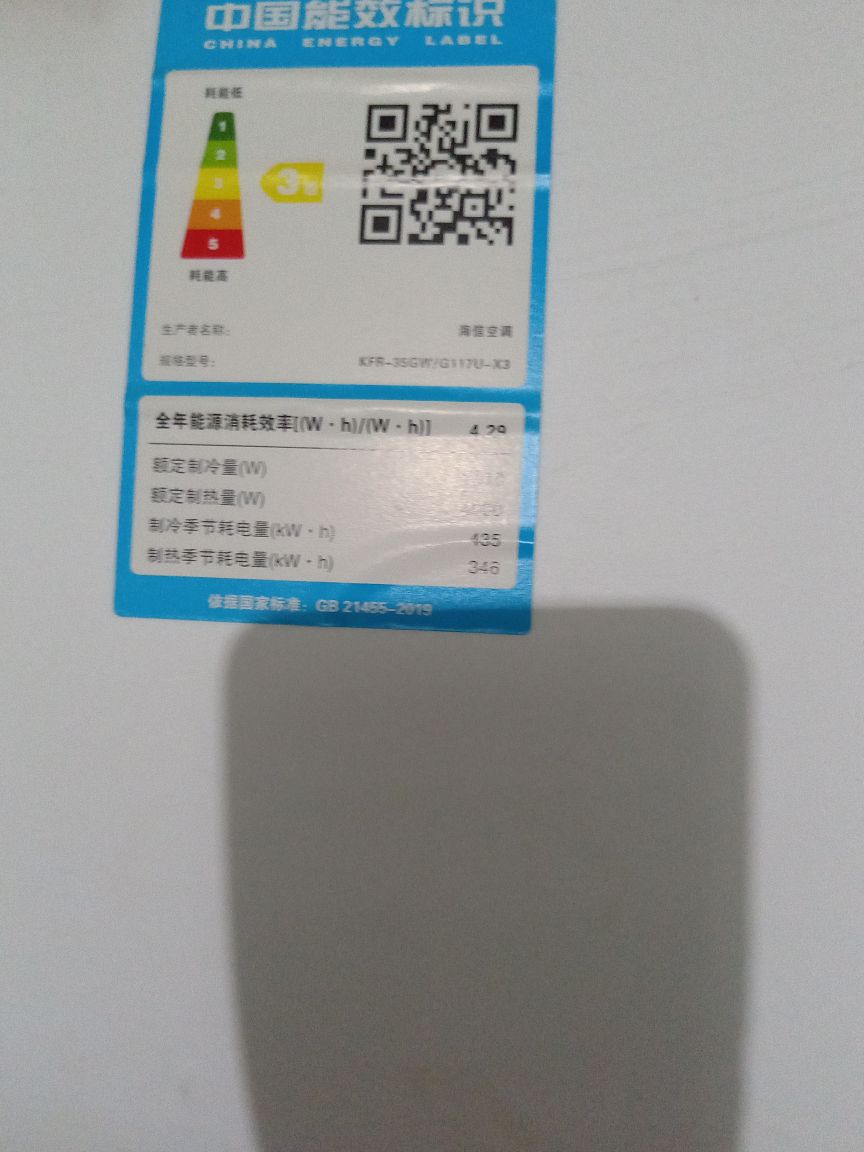 中国能效标识
CHINA ENERGY LABEL
耗能低
1
2
3
4
5
3级
耗能高
生产者名称： 海信空调
规格型号： KFR-35GW/G117U-X3
全年能源消耗效率[(W·h)/(W·h)] 4.29
额定制冷量(W)
额定制热量(W)
制冷季节耗电量(kW·h) 435
制热季节耗电量(kW·h) 346
依据国家标准：GB 21455-2019